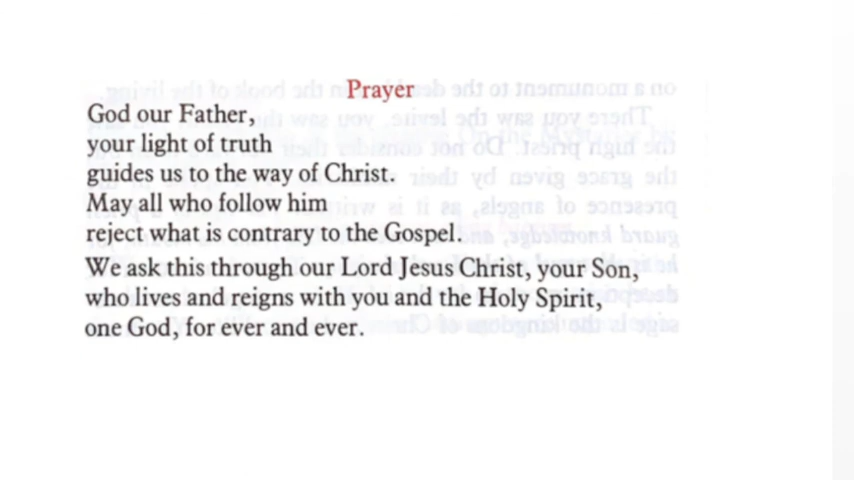 Prayer
God our Father,
your light of truth
guides us to the way of Christ.
May all who follow him
reject what is contrary to the Gospel.
We ask this through our Lord Jesus Christ, your Son,
who lives and reigns with you and the Holy Spirit,
one God, for ever and ever.